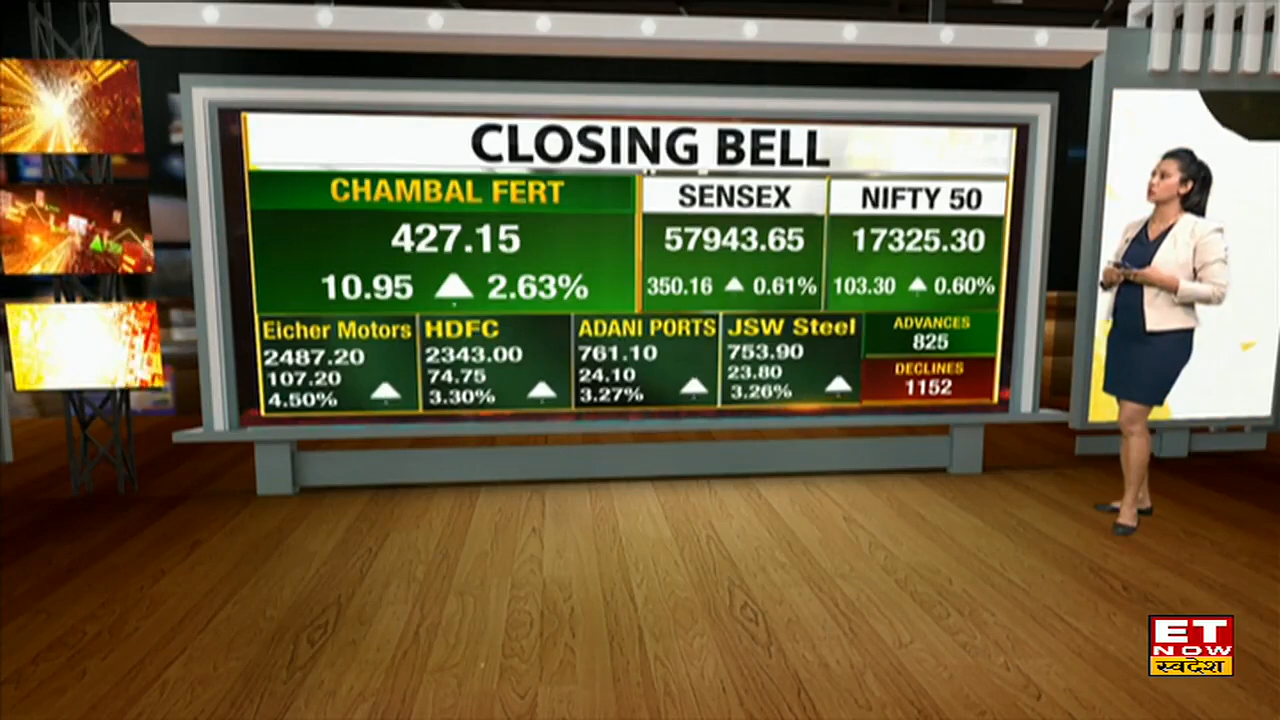 CLOSING BELL
CHAMBAL FERT
427.15
10.95 2.63%
SENSEX
57943.65
350.16 0.61%
NIFTY 50
17325.30
103.30 0.60%
Eicher Motors
2487.20
107.20
4.50%
HDFC
2343.00
74.75
3.30%
ADANI PORTS
761.10
24.10
3.27%
JSW Steel
753.90
23.80
3.26%
ADVANCES
825
DECLINES
1152
ET
NOW
स्वदेश